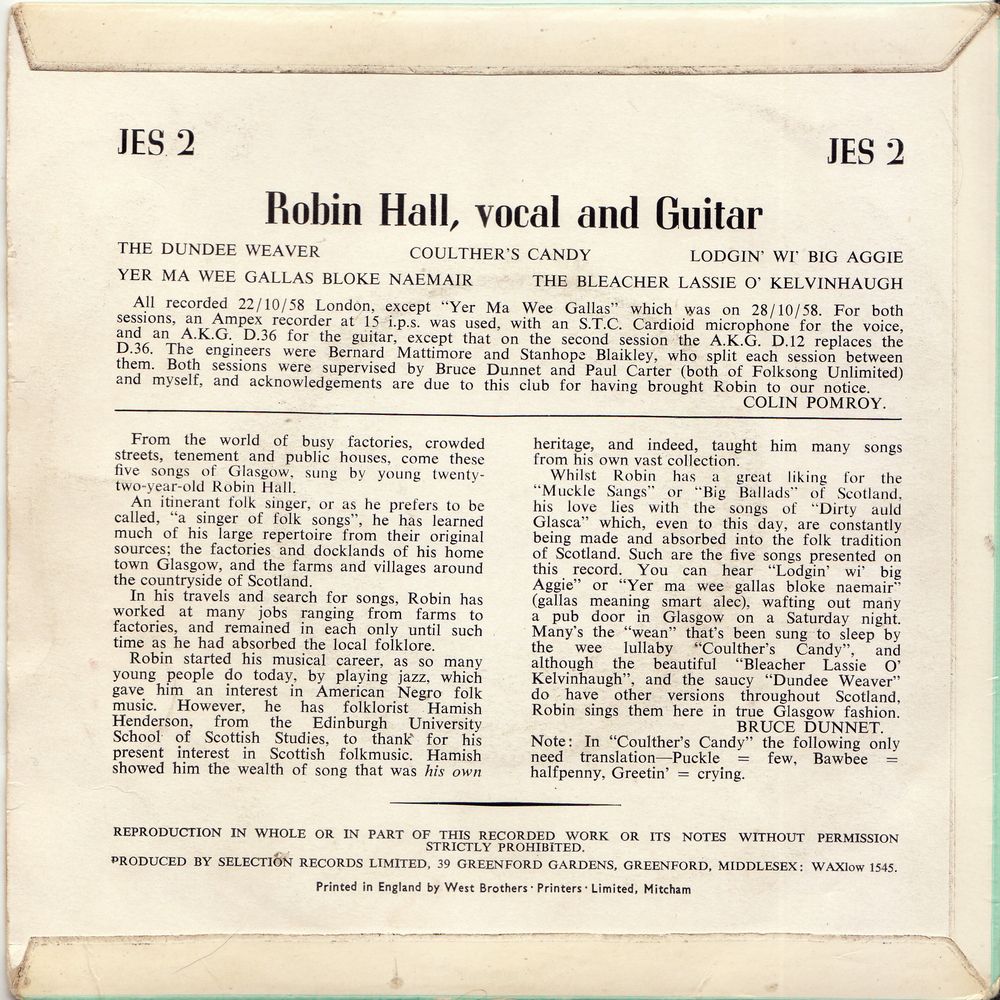 JES 2
JES 2
Robin Hall, vocal and Guitar
THE DUNDEE WEAVER COULTHER'S CANDY LODGIN' WI' BIG AGGIE
YER MA WEE GALLAS BLOKE NAEMAIR THE BLEACHER LASSIE O' KELVINHAUGH
All recorded 22/10/58 London, except "Yer Ma Wee Gallas" which was on 28/10/58. For both
sessions, an Ampex recorder at 15 i.p.s. was used, with an S.T.C. Cardioid microphone for the voice,
and an A.K.G. D.36 for the guitar, except that on the second session the A.K.G. D.12 replaces the
D.36. The engineers were Bernard Mattimore and Stanhope Blaikley, who split each session between
them. Both sessions were supervised by Bruce Dunnet and Paul Carter (both of Folksong Unlimited)
and myself, and acknowledgements are due to this club for having brought Robin to our notice.
COLIN POMROY.
From the world of busy factories, crowded
streets, tenement and public houses, come these
five songs of Glasgow, sung by young twenty-
two-year-old Robin Hall.
An itinerant folk singer, or as he prefers to be
called, "a singer of folk songs", he has learned
much of his large repertoire from their original
sources; the factories and docklands of his home
town Glasgow, and the farms and villages around
the countryside of Scotland.
In his travels and search for songs, Robin has
worked at many jobs ranging from farms to
factories, and remained in each only until such
time as he had absorbed the local folklore.
Robin started his musical career, as so many
young people do today, by playing jazz, which
gave him an interest in American Negro folk
music. However, he has folklorist Hamish
Henderson, from the Edinburgh University
School of Scottish Studies, to thank for his
present interest in Scottish folkmusic. Hamish
showed him the wealth of song that was his own
heritage, and indeed, taught him many songs
from his own vast collection.
Whilst Robin has a great liking for the
"Muckle Sangs" or "Big Ballads" of Scotland,
his love lies with the songs of "Dirty auld
Glasca" which, even to this day, are constantly
being made and absorbed into the folk tradition
of Scotland. Such are the five songs presented on
this record. You can hear "Lodgin' wi' big
Aggie" or "Yer ma wee gallas bloke naemair"
(gallas meaning smart alec), wafting out many
a pub door in Glasgow on a Saturday night.
Many's the "wean" that's been sung to sleep by
the wee lullaby "Coulther's Candy", and
although the beautiful "Bleacher Lassie O'
Kelvinhaugh", and the saucy "Dundee Weaver"
do have other versions throughout Scotland,
Robin sings them here in true Glasgow fashion.
BRUCE DUNNET.
Note: In "Coulther's Candy" the following only
need translation—Puckle = few, Bawbee =
halfpenny, Greetin' = crying.
REPRODUCTION IN WHOLE OR IN PART OF THIS RECORDED WORK OR ITS NOTES WITHOUT PERMISSION
STRICTLY PROHIBITED.
PRODUCED BY SELECTION RECORDS LIMITED, 39 GREENFORD GARDENS, GREENFORD, MIDDLESEX: WAXlow 1545.
Printed in England by West Brothers · Printers · Limited, Mitcham